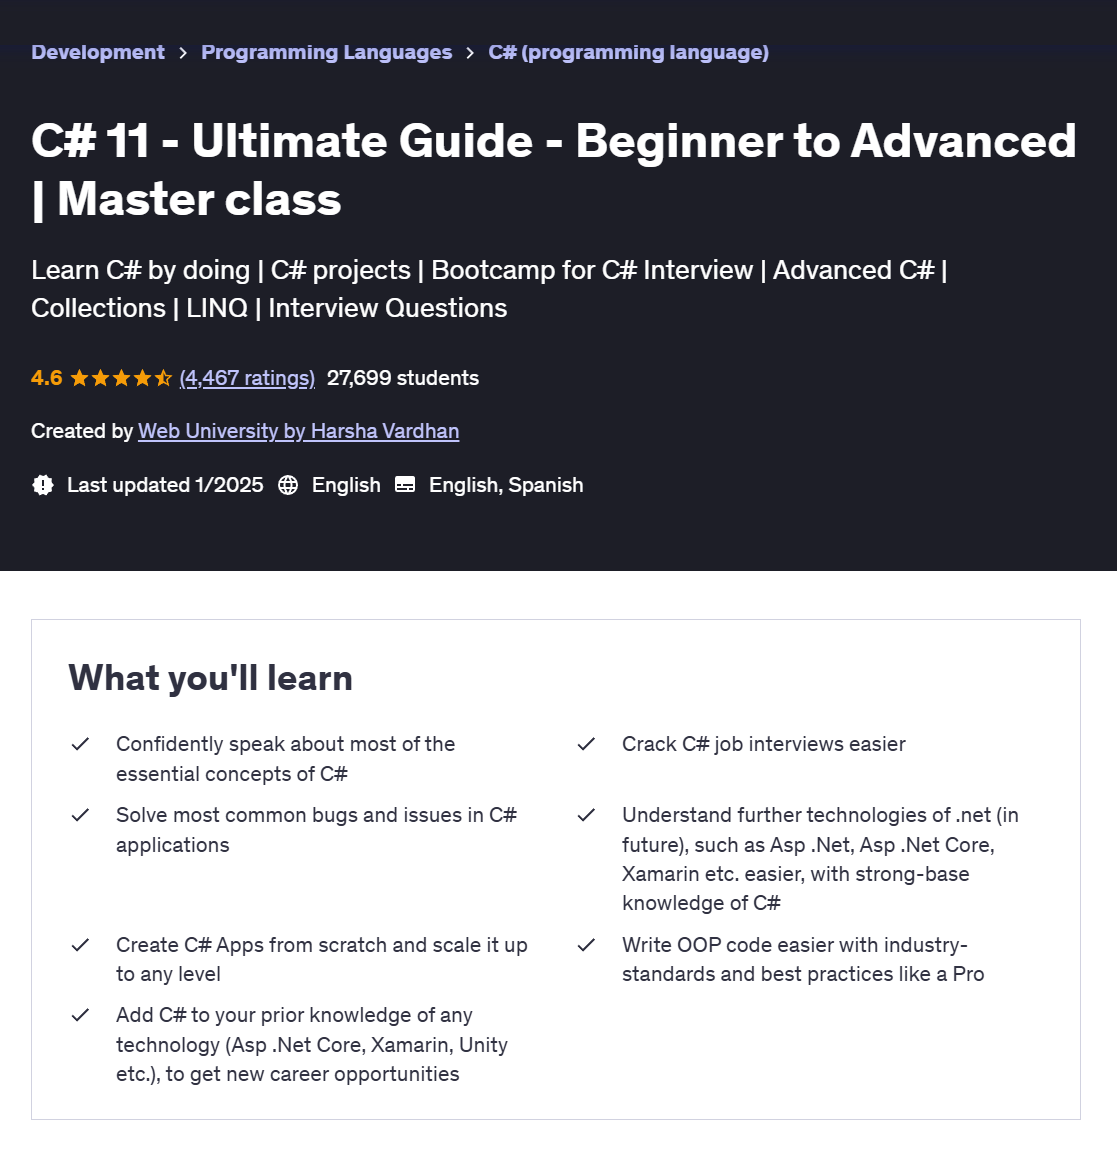 Development > Programming Languages > C# (programming language)
C# 11 - Ultimate Guide - Beginner to Advanced
| Master class
Learn C# by doing | C# projects | Bootcamp for C# Interview | Advanced C# |
Collections | LINQ | Interview Questions
4.6 (4,467 ratings) 27,699 students
Created by Web University by Harsha Vardhan
Last updated 1/2025 English English, Spanish
What you'll learn
Confidently speak about most of the
essential concepts of C#
Crack C# job interviews easier
Solve most common bugs and issues in C#
applications
Understand further technologies of .net (in
future), such as Asp .Net, Asp .Net Core,
Xamarin etc. easier, with strong-base
knowledge of C#
Create C# Apps from scratch and scale it up
to any level
Write OOP code easier with industry-
standards and best practices like a Pro
Add C# to your prior knowledge of any
technology (Asp .Net Core, Xamarin, Unity
etc.), to get new career opportunities